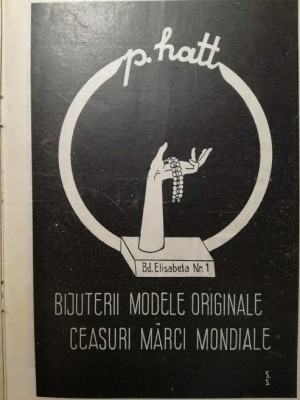 p. hatt
Bd. Elisabeta Nr. 1
BIJUTERII MODELE ORIGINALE
CEASURI MĂRCI MONDIALE
S.
S.